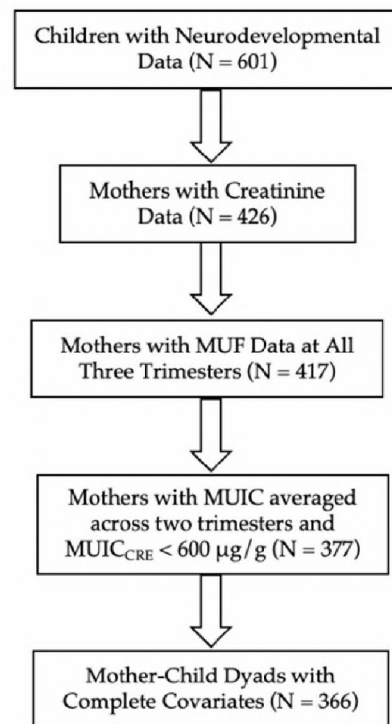 Children with Neurodevelopmental
Data (N = 601)
Mothers with Creatinine
Data (N = 426)
Mothers with MUF Data at All
Three Trimesters (N = 417)
Mothers with MUIC averaged
across two trimesters and
MUIC_CRE < 600 µg/g (N = 377)
Mother-Child Dyads with
Complete Covariates (N = 366)